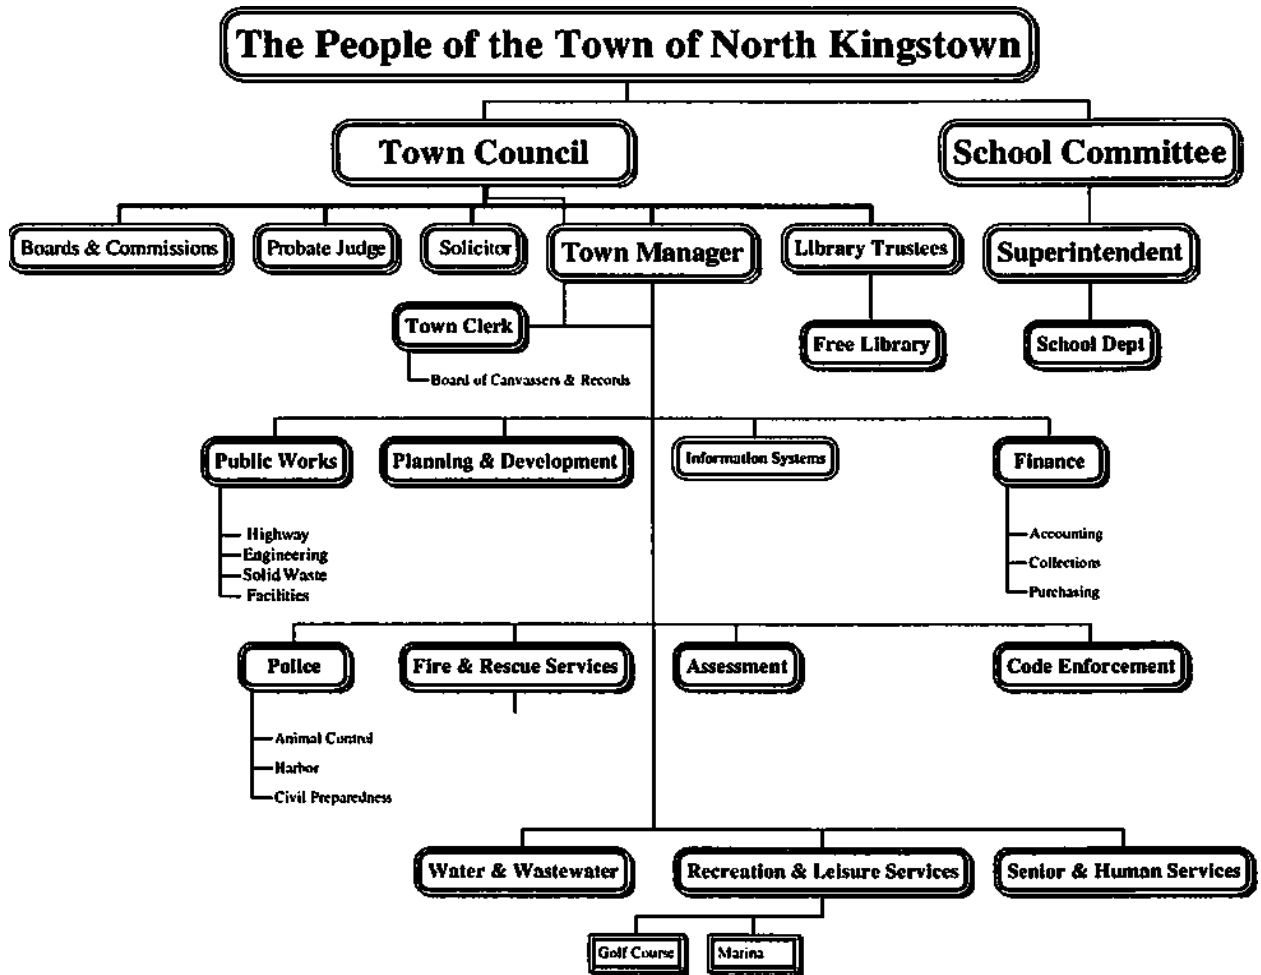 The People of the Town of North Kingstown
Town Council
School Committee
Boards & Commissions
Probate Judge
Solicitor
Town Manager
Library Trustees
Superintendent
Town Clerk
Free Library
School Dept
Board of Canvassers & Records
Public Works
Planning & Development
Information Systems
Finance
Highway
Engineering
Solid Waste
Facilities
Accounting
Collections
Purchasing
Police
Fire & Rescue Services
Assessment
Code Enforcement
Animal Control
Harbor
Civil Preparedness
Water & Wastewater
Recreation & Leisure Services
Senior & Human Services
Golf Course
Marina